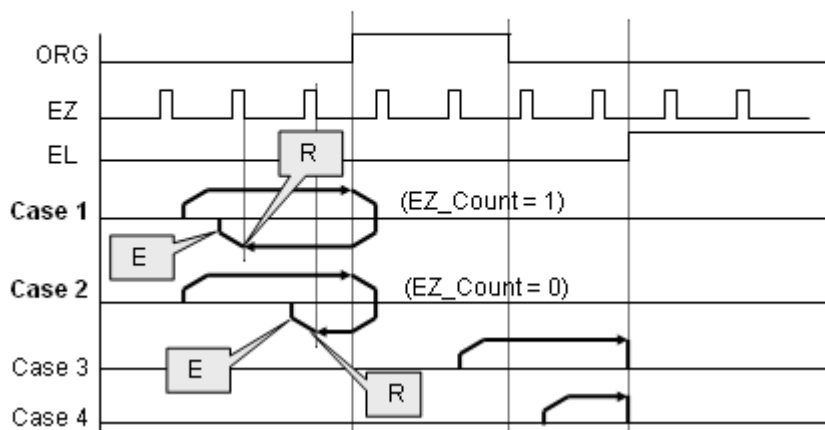 ORG
EZ
EL
R
Case 1
(EZ_Count = 1)
E
Case 2
(EZ_Count = 0)
E
Case 3
R
Case 4